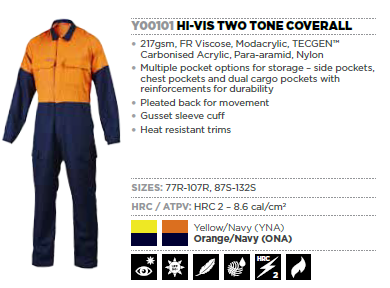 Y00101 HI-VIS TWO TONE COVERALL
• 217gsm, FR Viscose, Modacrylic, TECGEN™
Carbonised Acrylic, Para-aramid, Nylon
• Multiple pocket options for storage – side pockets,
chest pockets and dual cargo pockets with
reinforcements for durability
• Pleated back for movement
• Gusset sleeve cuff
• Heat resistant trims
SIZES: 77R-107R, 87S-132S
HRC / ATPV: HRC 2 – 8.6 cal/cm²
Yellow/Navy (YNA)
Orange/Navy (ONA)
HRC
2